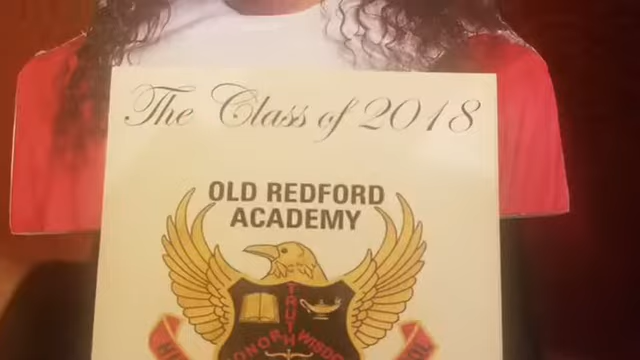 The Class of 2018
OLD REDFORD
ACADEMY
TRUTH
HONOR WISDOM